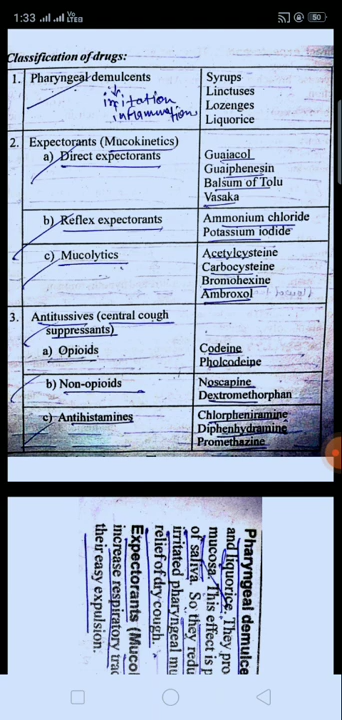 1:33 Vo LTE 50
Classification of drugs:
1. Pharyngeal demulcents
irritation
inflammation
Syrups
Linctuses
Lozenges
Liquorice
2. Expectorants (Mucokinetics)
a) Direct expectorants
Guaiacol
Guaiphenesin
Balsum of Tolu
Vasaka
b) Reflex expectorants
Ammonium chloride
Potassium iodide
c) Mucolytics
Acetylcysteine
Carbocysteine
Bromohexine
Ambroxol
3. Antitussives (central cough
suppressants)
a) Opioids
Codeine
Pholcodeine
b) Non-opioids
Noscapine
Dextromethorphan
c) Antihistamines
Chlorpheniramine
Diphenhydramine
Promethazine
Pharyngeal demulce
and liquorice. They pro
mucosa. This effect is p
of saliva. So they redu
irritated pharyngeal mu
relief of dry cough.
Expectorants (Mucol
increase respiratory trac
their easy expulsion.